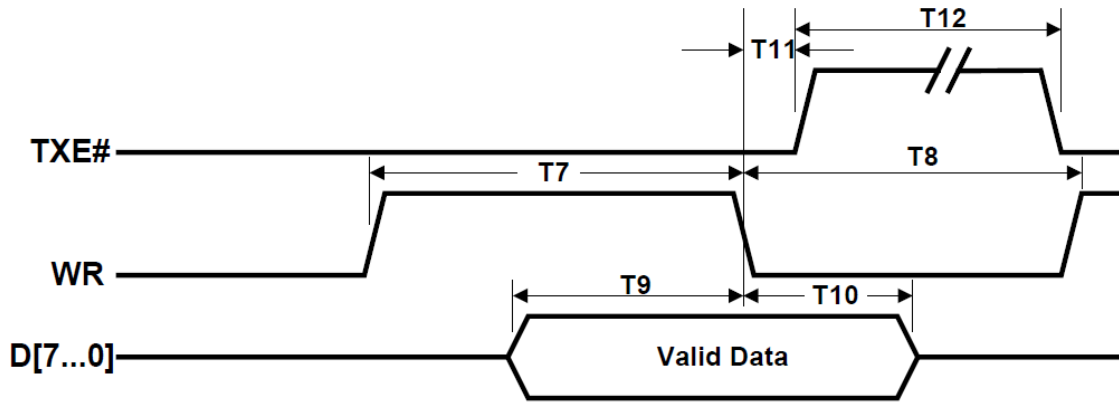 T12
T11
TXE#
T7
T8
WR
T9
T10
D[7...0]
Valid Data